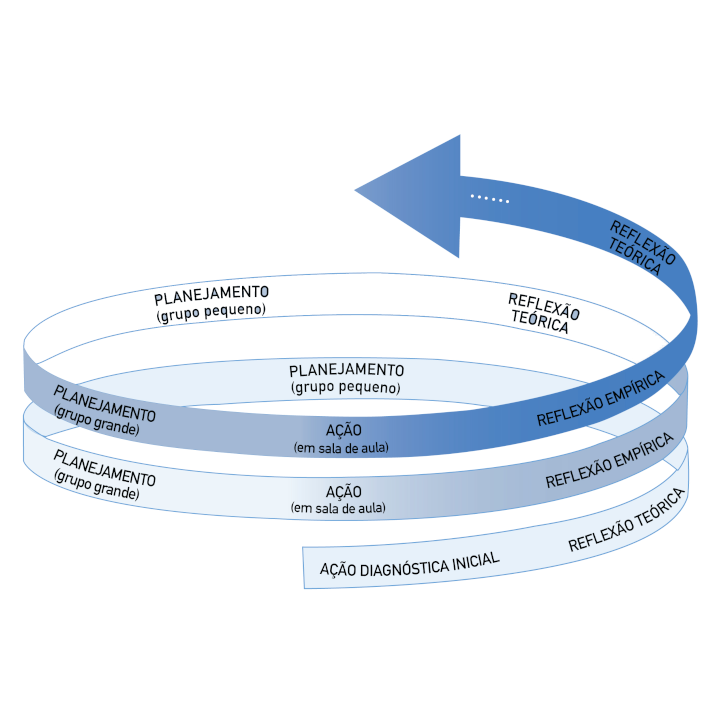 REFLEXÃO
TEÓRICA
PLANEJAMENTO
(grupo pequeno)
REFLEXÃO
TEÓRICA
PLANEJAMENTO
(grupo pequeno)
PLANEJAMENTO
(grupo grande)
AÇÃO
(em sala de aula)
REFLEXÃO EMPÍRICA
PLANEJAMENTO
(grupo grande)
AÇÃO
(em sala de aula)
REFLEXÃO EMPÍRICA
AÇÃO DIAGNÓSTICA INICIAL
REFLEXÃO TEÓRICA